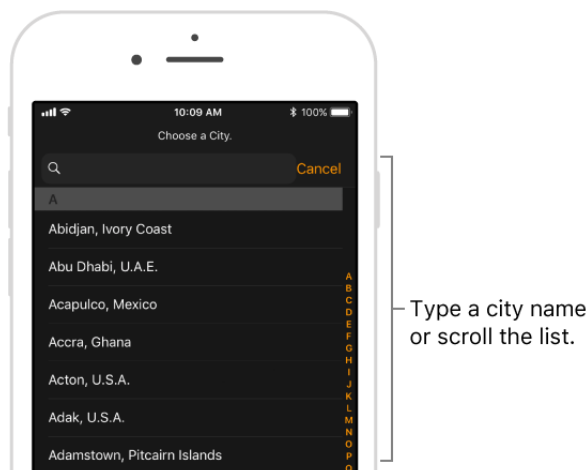 10:09 AM
100%
Choose a City.
Cancel
A
Abidjan, Ivory Coast
Abu Dhabi, U.A.E.
Acapulco, Mexico
Accra, Ghana
Acton, U.S.A.
Adak, U.S.A.
Adamstown, Pitcairn Islands
A
B
C
D
E
F
G
H
I
J
K
L
M
N
O
P
Q
Type a city name
or scroll the list.